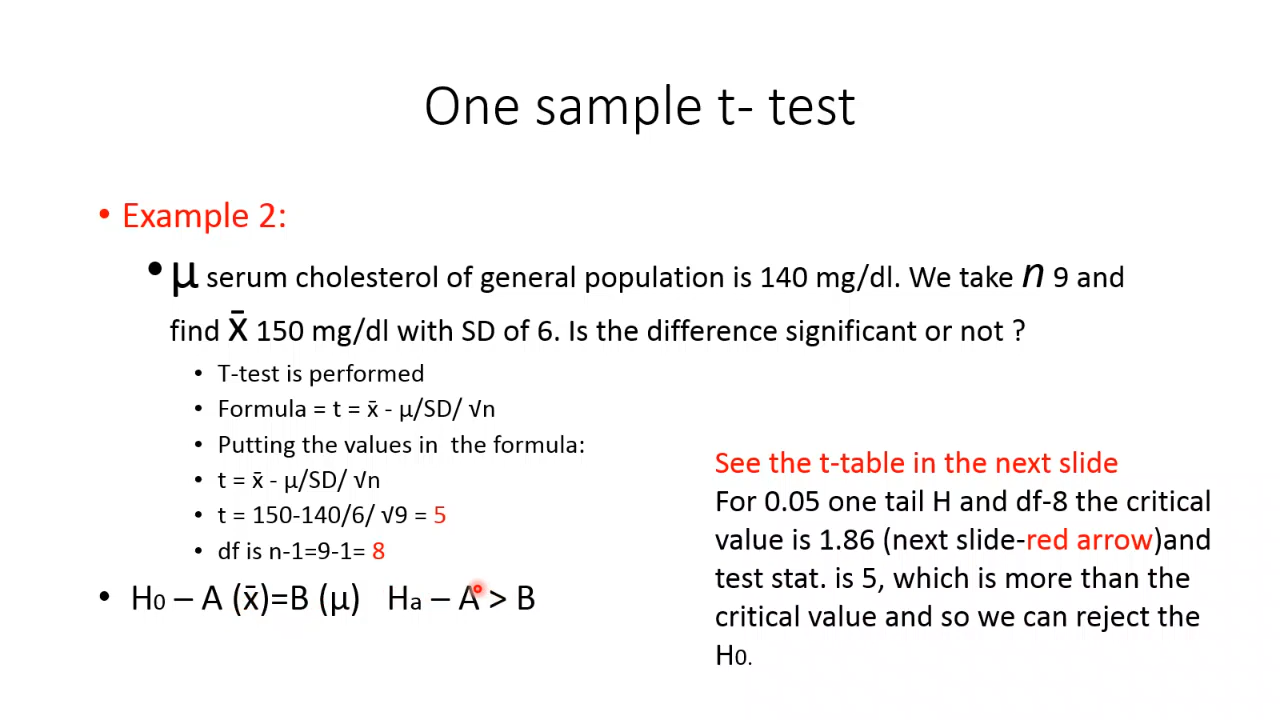 One sample t- test
• Example 2:
• μ serum cholesterol of general population is 140 mg/dl. We take n 9 and
find x̄ 150 mg/dl with SD of 6. Is the difference significant or not ?
• T-test is performed
• Formula = t = x̄ - μ/SD/ √n
• Putting the values in the formula:
• t = x̄ - μ/SD/ √n
• t = 150-140/6/ √9 = 5
• df is n-1=9-1= 8
• H0 – A (x̄)=B (μ) Ha – A > B
See the t-table in the next slide
For 0.05 one tail H and df-8 the critical
value is 1.86 (next slide-red arrow)and
test stat. is 5, which is more than the
critical value and so we can reject the
H0.